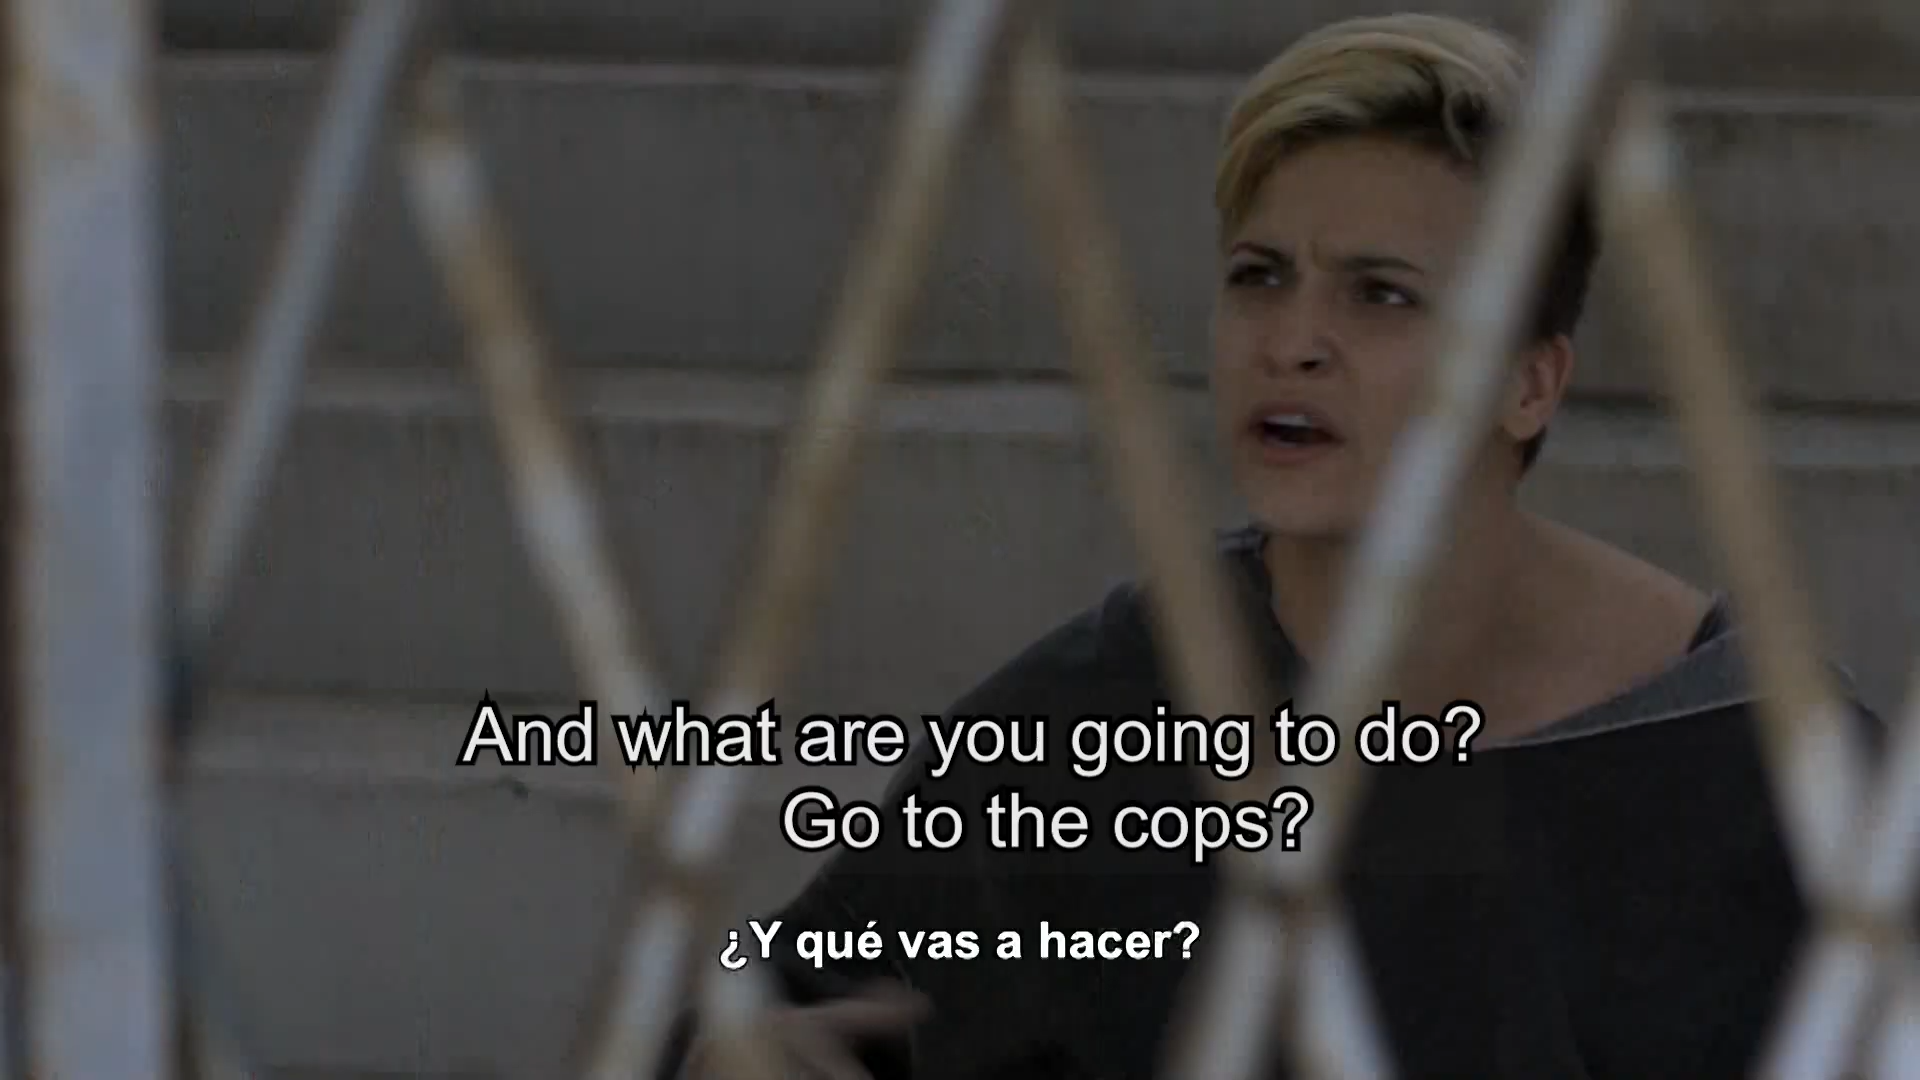 And what are you going to do?
Go to the cops?
¿Y qué vas a hacer?